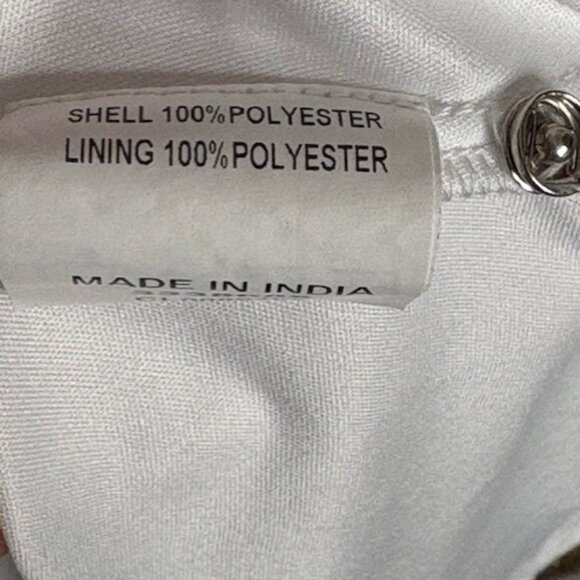 SHELL 100%POLYESTER
LINING 100%POLYESTER
MADE IN INDIA